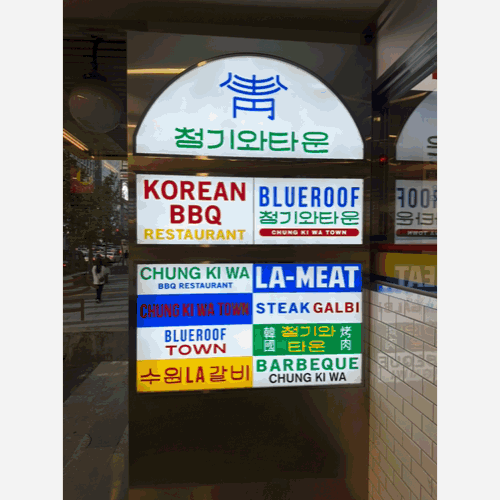 青
청기와타운
KOREAN
BBQ
RESTAURANT
BLUEROOF
청기와타운
CHUNG KI WA TOWN
CHUNG KI WA
BBQ RESTAURANT
LA-MEAT
CHUNG KI WA TOWN
STEAK GALBI
BLUEROOF
TOWN
韓國
청기와
타운
烤肉
수원LA갈비
BARBEQUE
CHUNG KI WA